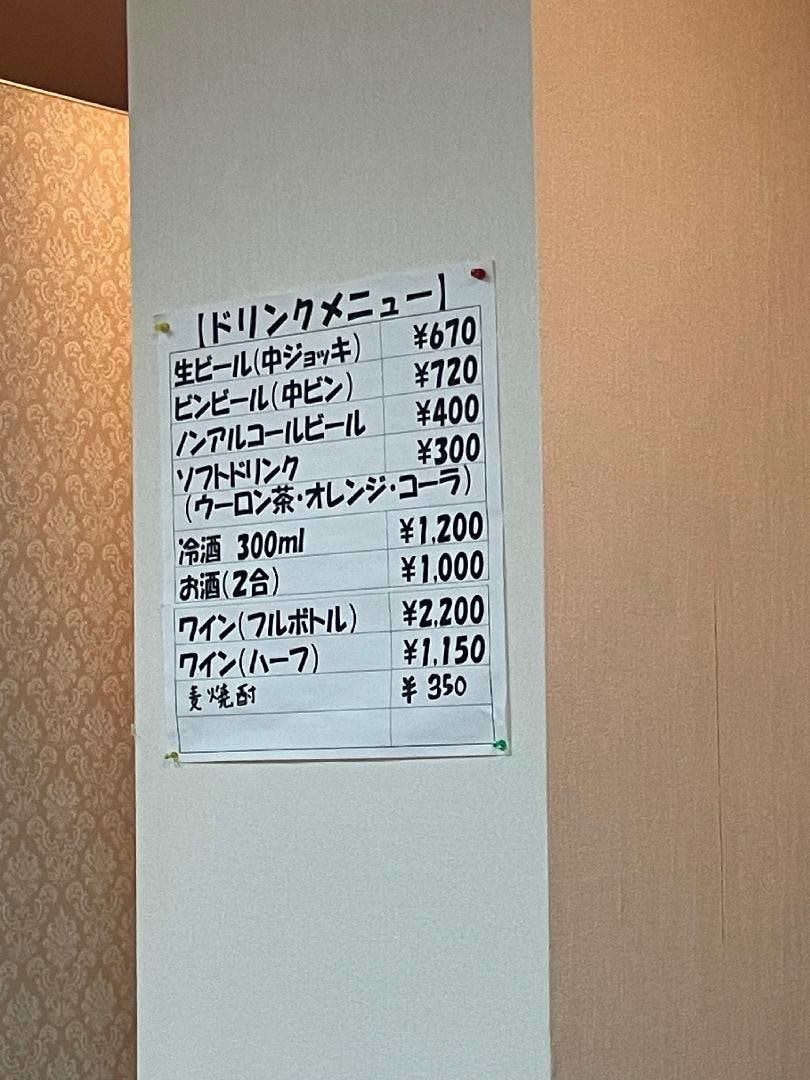 【ドリンクメニュー】
生ビール(中ジョッキ) ¥670
ビンビール(中ビン) ¥720
ノンアルコールビール ¥400
ソフトドリンク ¥300
(ウーロン茶・オレンジ・コーラ)
冷酒 300ml ¥1,200
お酒(2合) ¥1,000
ワイン(フルボトル) ¥2,200
ワイン(ハーフ) ¥1,150
麦焼酎 ¥350